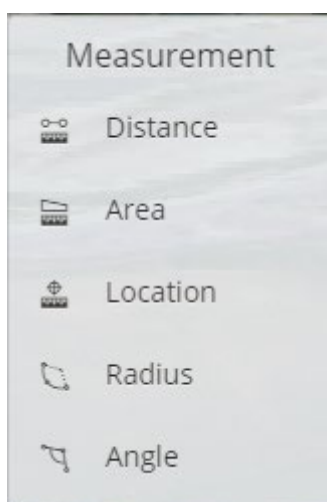 Measurement
Distance
Area
Location
Radius
Angle